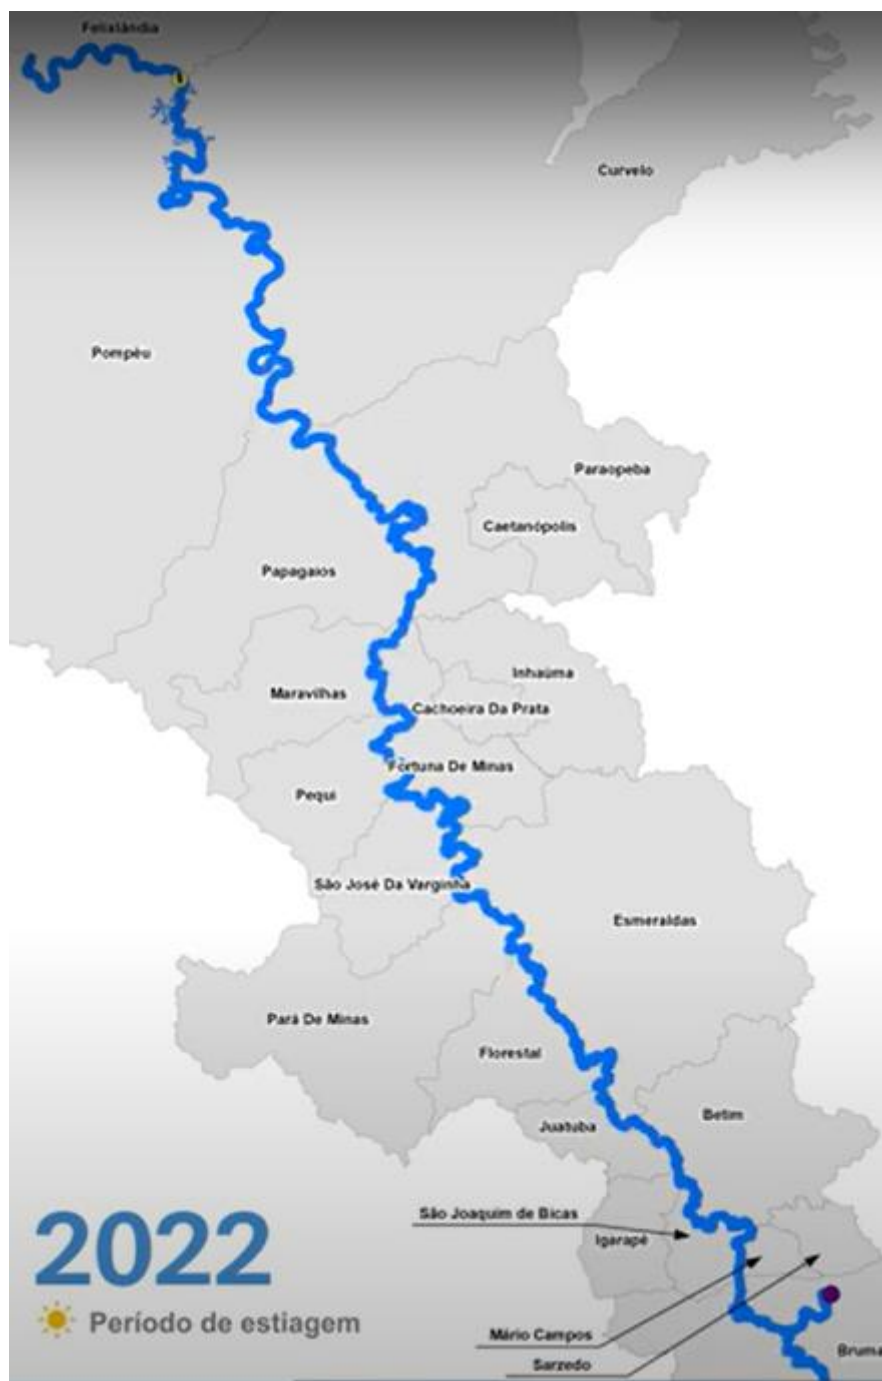 Felixlândia
Curvelo
Pompéu
Paraopeba
Caetanópolis
Papagaios
Inhaúma
Maravilhas
Cachoeira Da Prata
Fortuna De Minas
Pequi
São José Da Varginha
Esmeraldas
Pará De Minas
Florestal
Betim
Juatuba
São Joaquim de Bicas
Igarapé
2022
Período de estiagem
Mário Campos
Bruma
Sarzedo